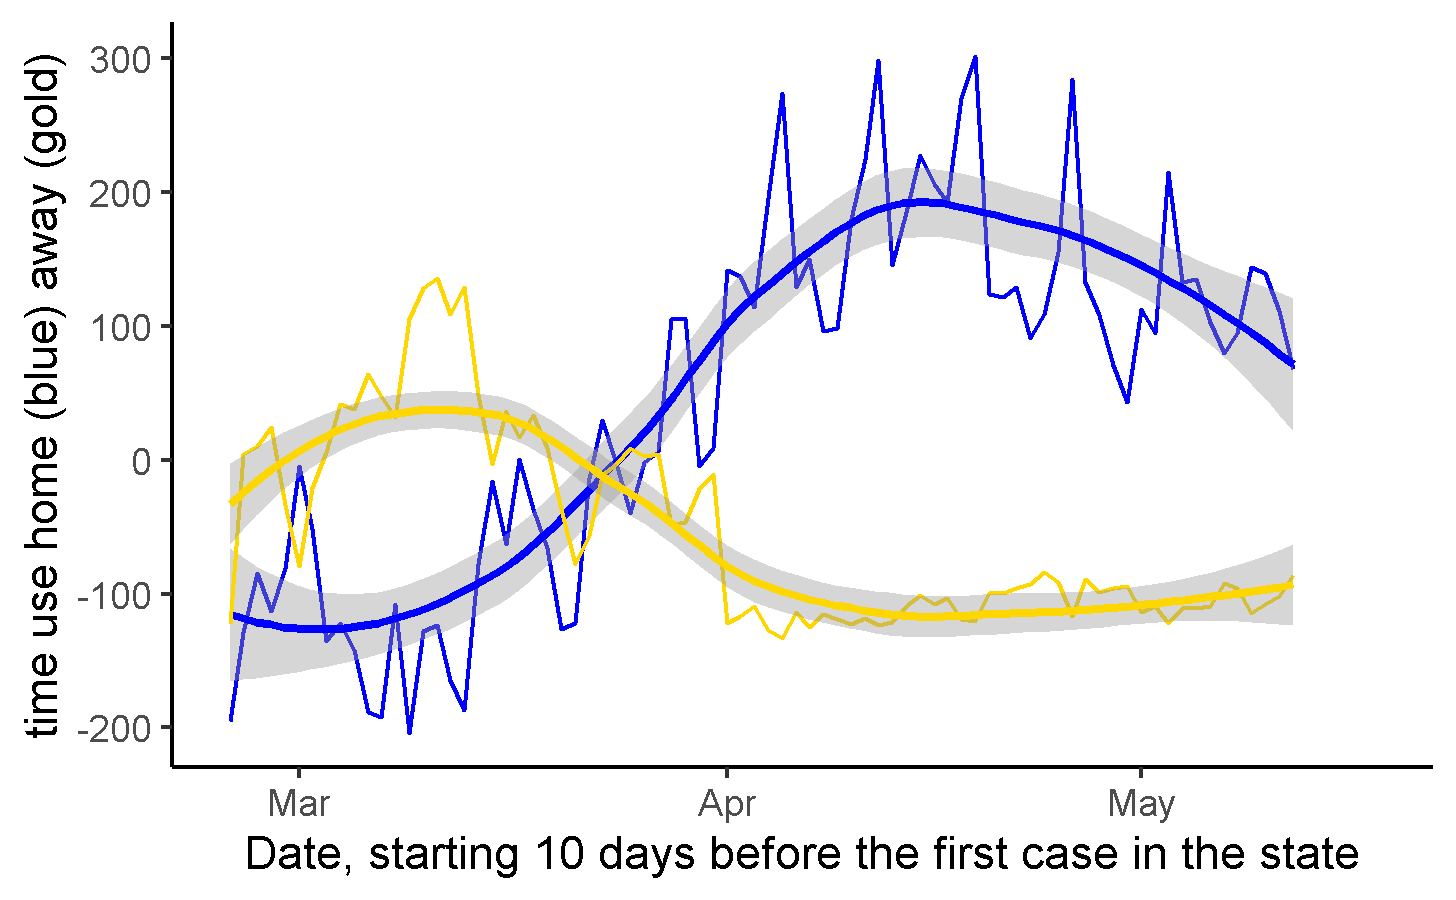 time use home (blue) away (gold)
300
200
100
0
-100
-200
Mar Apr May
Date, starting 10 days before the first case in the state